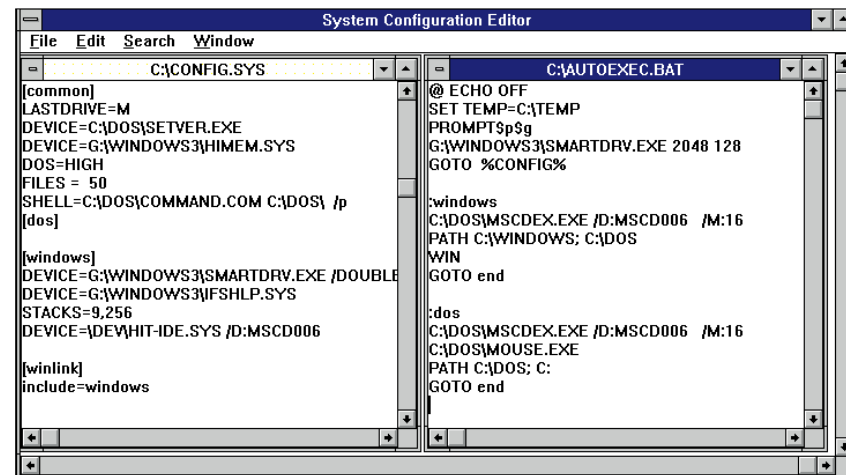 System Configuration Editor
File Edit Search Window
C:\CONFIG.SYS
[common]
LASTDRIVE=M
DEVICE=C:\DOS\SETVER.EXE
DEVICE=G:\WINDOWS3\HIMEM.SYS
DOS=HIGH
FILES = 50
SHELL=C:\DOS\COMMAND.COM C:\DOS\ /p
[dos]
[windows]
DEVICE=G:\WINDOWS3\SMARTDRV.EXE /DOUBLE
DEVICE=G:\WINDOWS3\IFSHLP.SYS
STACKS=9,256
DEVICE=\DEV\HIT-IDE.SYS /D:MSCD006
[winlink]
include=windows
C:\AUTOEXEC.BAT
@ ECHO OFF
SET TEMP=C:\TEMP
PROMPT$p$g
G:\WINDOWS3\SMARTDRV.EXE 2048 128
GOTO %CONFIG%
:windows
C:\DOS\MSCDEX.EXE /D:MSCD006 /M:16
PATH C:\WINDOWS; C:\DOS
WIN
GOTO end
:dos
C:\DOS\MSCDEX.EXE /D:MSCD006 /M:16
C:\DOS\MOUSE.EXE
PATH C:\DOS; C:
GOTO end